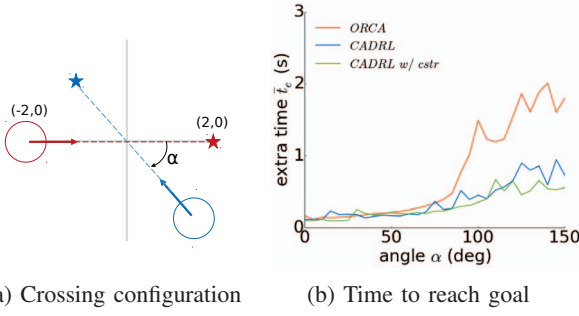 (-2,0)
(2,0)
α
3
2
1
0
0
50
100
150
extra time t̄ₑ (s)
angle α (deg)
ORCA
CADRL
CADRL w/ cstr
a) Crossing configuration
(b) Time to reach goal